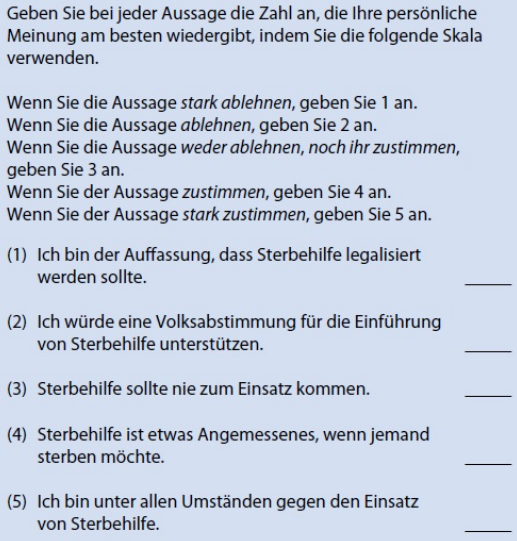 Geben Sie bei jeder Aussage die Zahl an, die Ihre persönliche
Meinung am besten wiedergibt, indem Sie die folgende Skala
verwenden.
Wenn Sie die Aussage stark ablehnen, geben Sie 1 an.
Wenn Sie die Aussage ablehnen, geben Sie 2 an.
Wenn Sie die Aussage weder ablehnen, noch ihr zustimmen,
geben Sie 3 an.
Wenn Sie der Aussage zustimmen, geben Sie 4 an.
Wenn Sie der Aussage stark zustimmen, geben Sie 5 an.
(1) Ich bin der Auffassung, dass Sterbehilfe legalisiert
werden sollte.
(2) Ich würde eine Volksabstimmung für die Einführung
von Sterbehilfe unterstützen.
(3) Sterbehilfe sollte nie zum Einsatz kommen.
(4) Sterbehilfe ist etwas Angemessenes, wenn jemand
sterben möchte.
(5) Ich bin unter allen Umständen gegen den Einsatz
von Sterbehilfe.